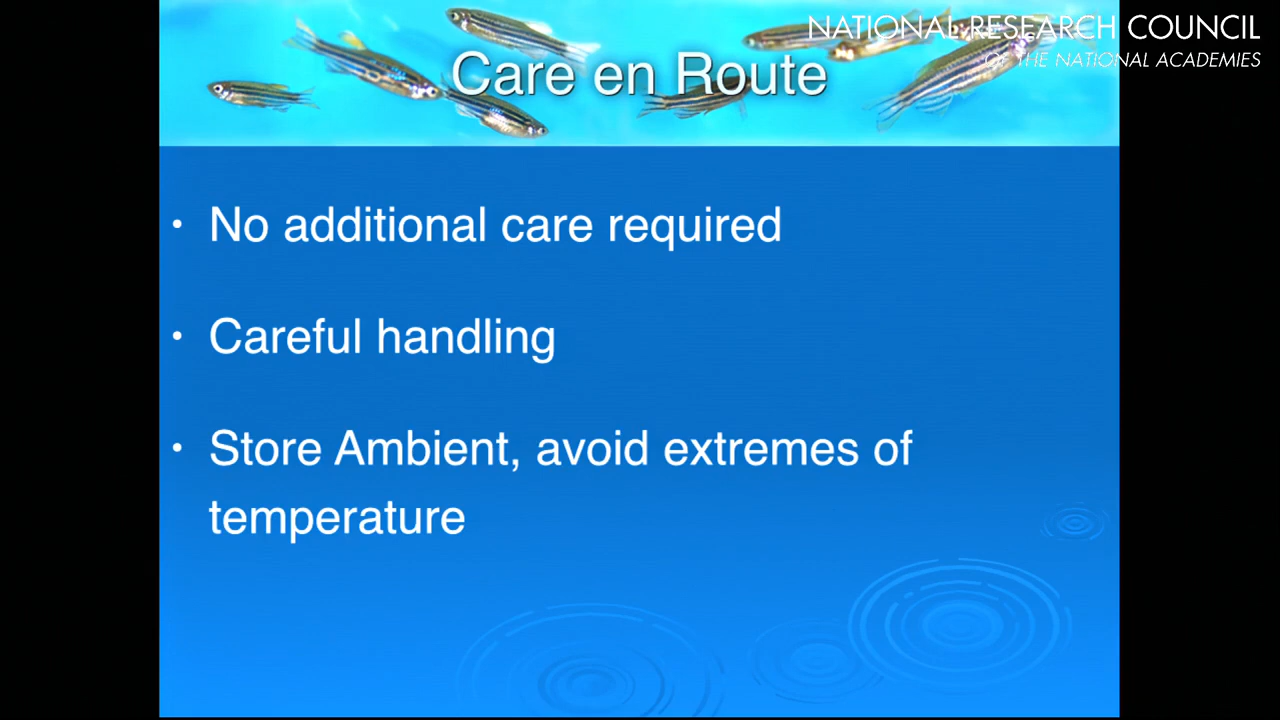 NATIONAL RESEARCH COUNCIL
OF THE NATIONAL ACADEMIES
Care en Route
• No additional care required
• Careful handling
• Store Ambient, avoid extremes of
temperature